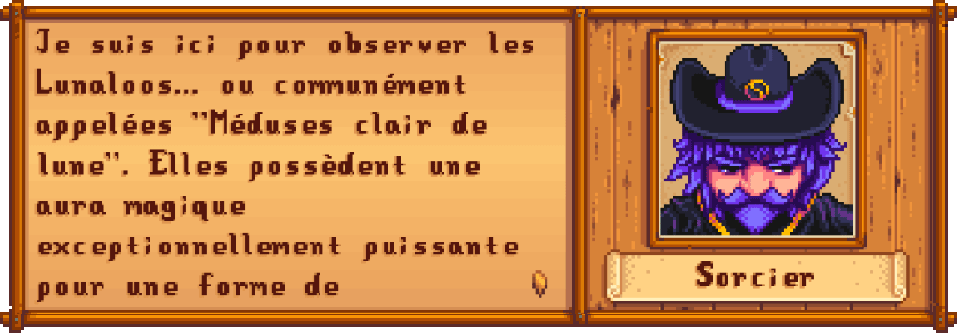 Je suis ici pour observer les
Lunaloos... ou communément
appelées "Méduses clair de
lune". Elles possèdent une
aura magique
exceptionnellement puissante
pour une forme de
Sorcier